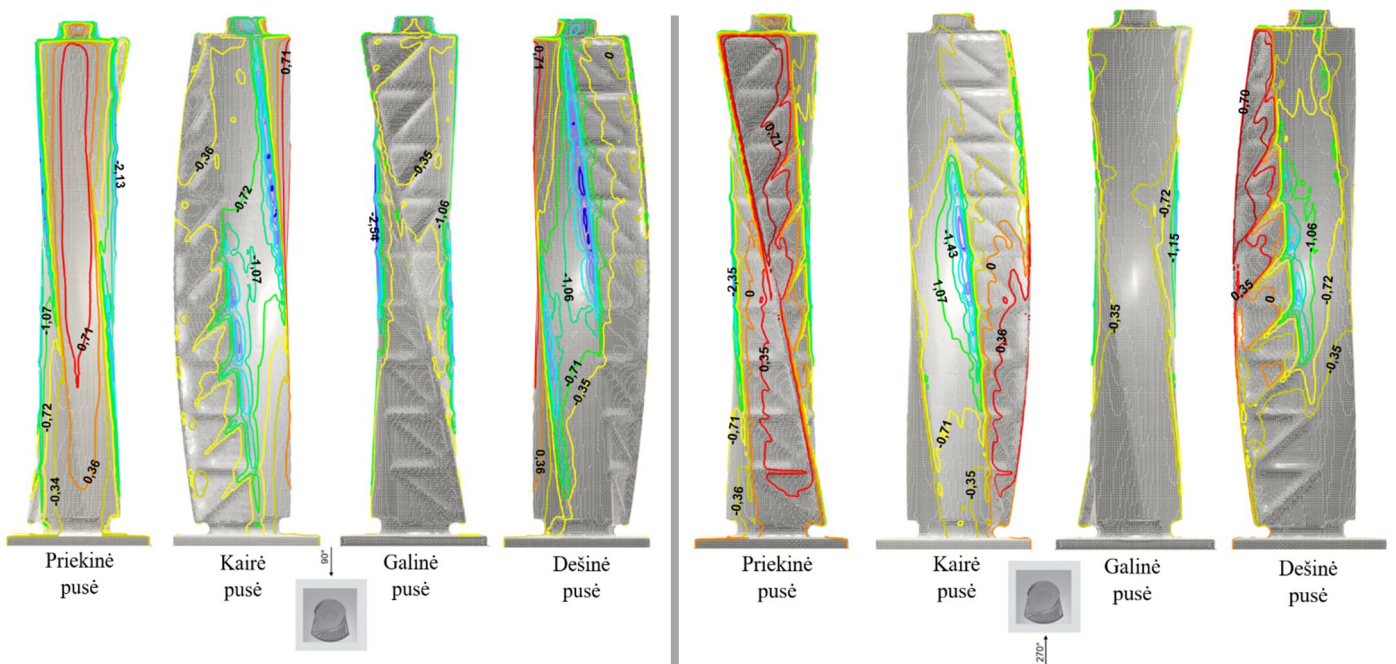 0,71
-2,13
-1,07
0,71
-0,72
-0,34
0,36
Priekinė
pusė
0,71
-0,36
-0,72
-1,07
Kairė
pusė
90°
-0,35
-2,54
-1,06
Galinė
pusė
0,71
0
-1,06
-0,71
-0,35
0,36
Dešinė
pusė
0,71
-2,35
0
0,35
-0,71
-0,36
Priekinė
pusė
-1,43
1,07
0
0,36
-0,71
-0,35
Kairė
pusė
270°
-0,72
-1,15
-0,35
Galinė
pusė
0,70
-1,06
0,35
0
-0,72
-0,35
Dešinė
pusė